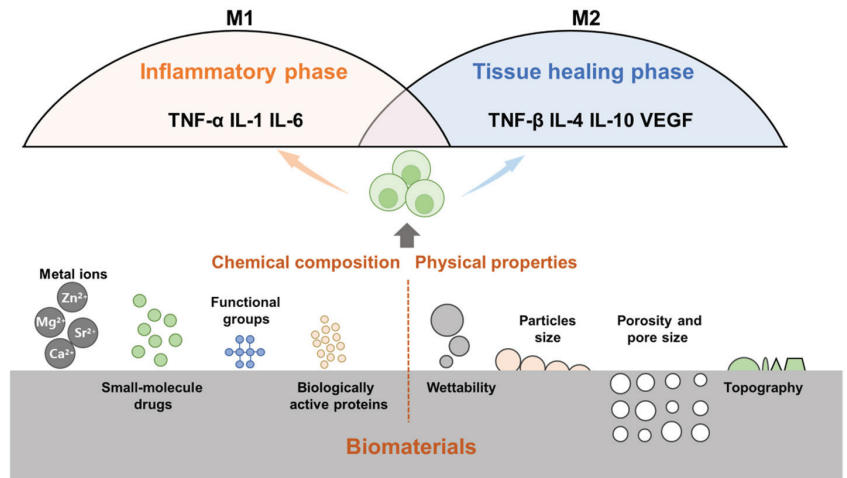 M1
M2
Inflammatory phase
Tissue healing phase
TNF-α IL-1 IL-6
TNF-β IL-4 IL-10 VEGF
Chemical composition
Physical properties
Metal ions
Zn²⁺
Mg²⁺
Sr²⁺
Ca²⁺
Functional
groups
Particles
size
Porosity and
pore size
Small-molecule
drugs
Biologically
active proteins
Wettability
Topography
Biomaterials